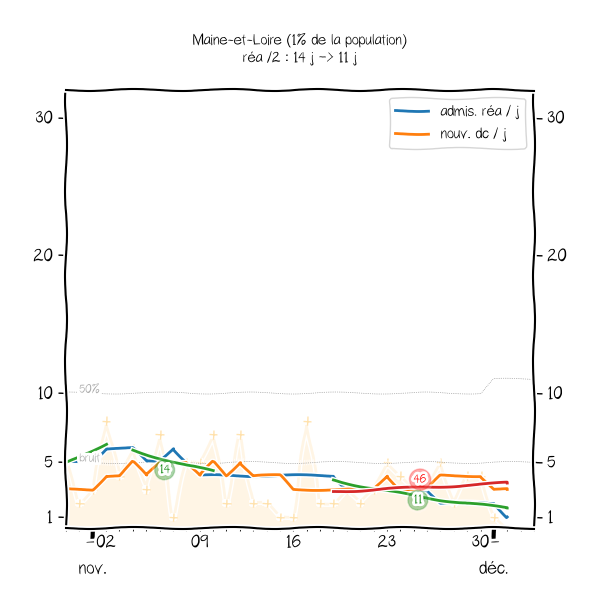 Maine-et-Loire (1% de la population)
réa /2 : 14 j -> 11 j
admis. réa / j
nouv. dc / j
30
30
20
20
10
10
50%
5
5
bruit
14
46
11
1
1
02
09
16
23
30
nov.
déc.